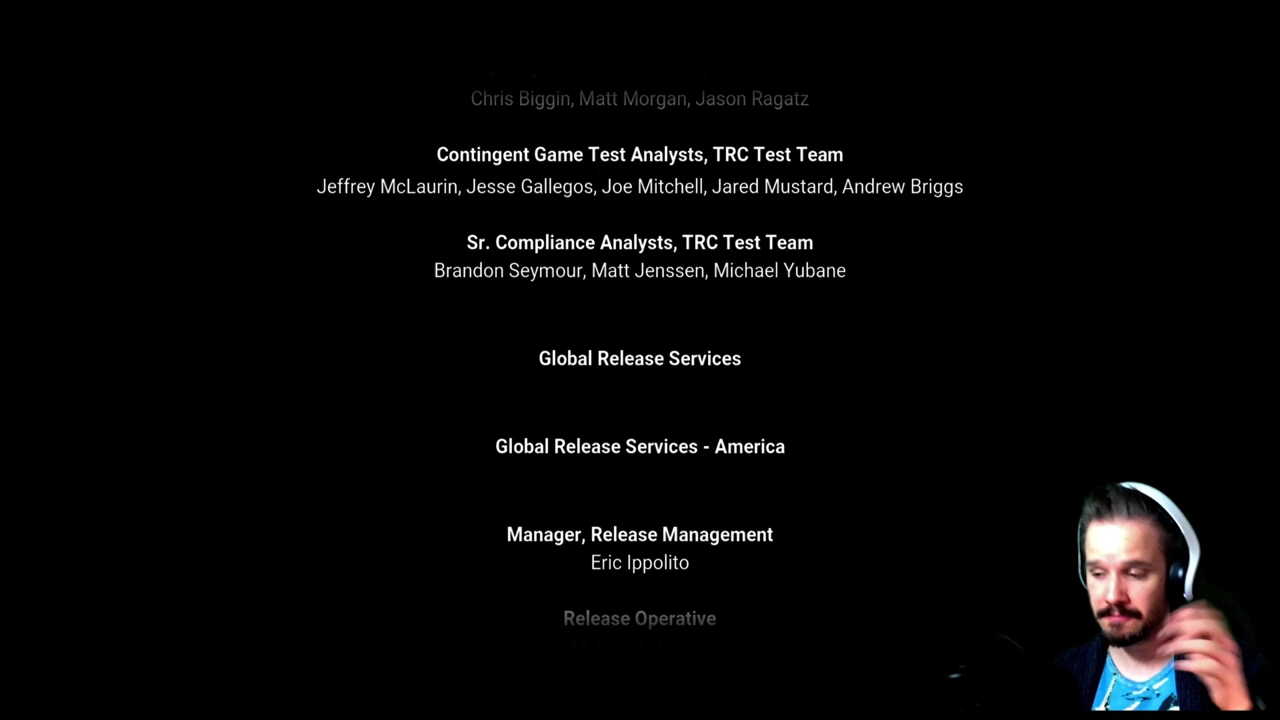 Chris Biggin, Matt Morgan, Jason Ragatz
Contingent Game Test Analysts, TRC Test Team
Jeffrey McLaurin, Jesse Gallegos, Joe Mitchell, Jared Mustard, Andrew Briggs
Sr. Compliance Analysts, TRC Test Team
Brandon Seymour, Matt Jenssen, Michael Yubane
Global Release Services
Global Release Services - America
Manager, Release Management
Eric Ippolito
Release Operative